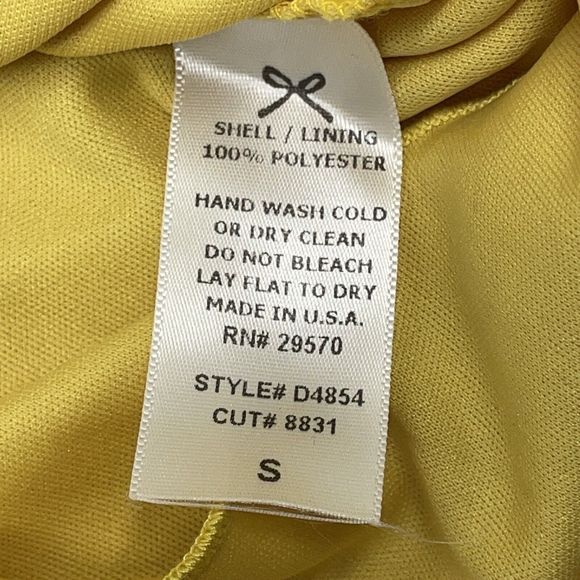 SHELL / LINING
100% POLYESTER
HAND WASH COLD
OR DRY CLEAN
DO NOT BLEACH
LAY FLAT TO DRY
MADE IN U.S.A.
RN# 29570
STYLE# D4854
CUT# 8831
S